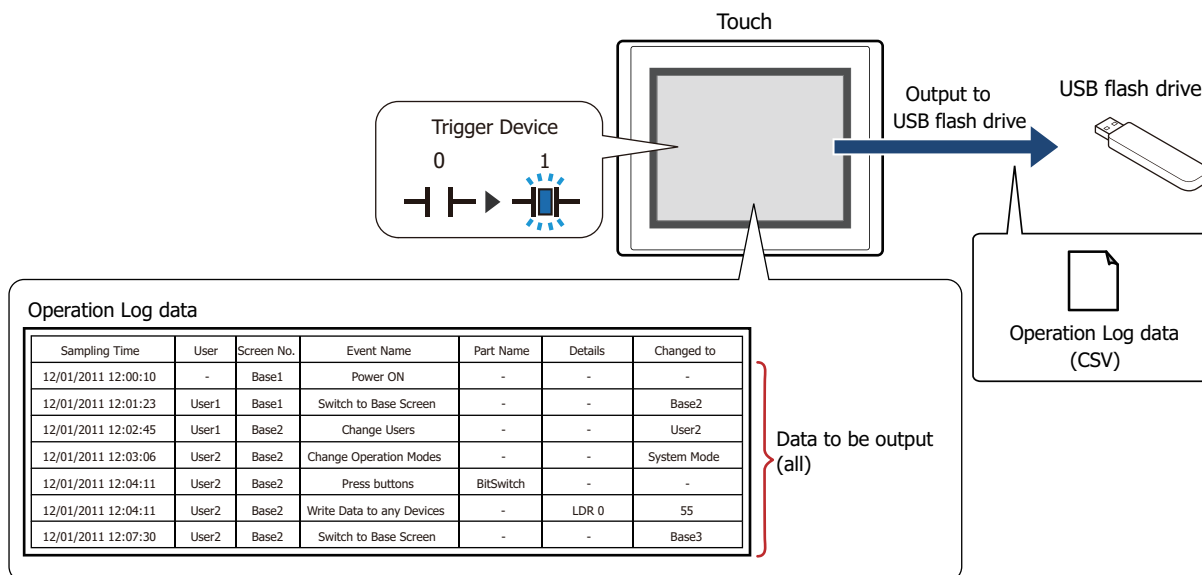 Touch
Trigger Device
0 1
Output to
USB flash drive
USB flash drive
Operation Log data
(CSV)
Operation Log data
Sampling Time User Screen No. Event Name Part Name Details Changed to
12/01/2011 12:00:10 - Base1 Power ON - - -
12/01/2011 12:01:23 User1 Base1 Switch to Base Screen - - Base2
12/01/2011 12:02:45 User1 Base2 Change Users - - User2
12/01/2011 12:03:06 User2 Base2 Change Operation Modes - - System Mode
12/01/2011 12:04:11 User2 Base2 Press buttons BitSwitch - -
12/01/2011 12:04:11 User2 Base2 Write Data to any Devices - LDR 0 55
12/01/2011 12:07:30 User2 Base2 Switch to Base Screen - - Base3
Data to be output
(all)